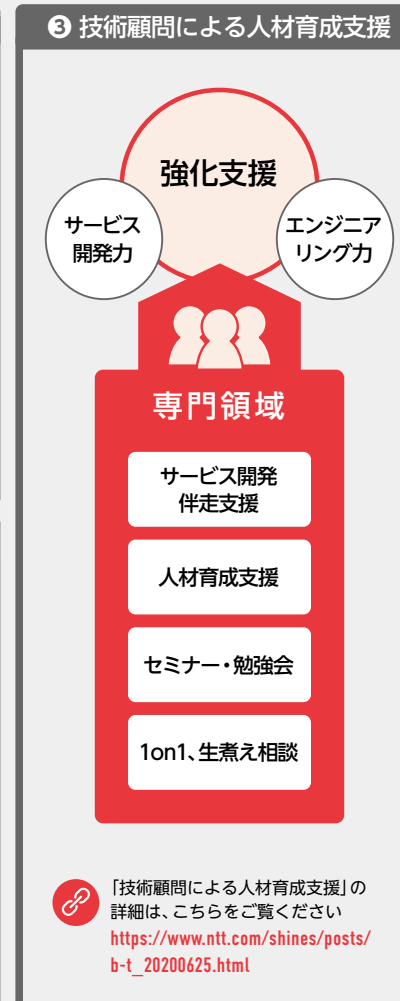 ❸ 技術顧問による人材育成支援
強化支援
サービス
開発力
エンジニア
リング力
専門領域
サービス開発
伴走支援
人材育成支援
セミナー・勉強会
1on1、生煮え相談
「技術顧問による人材育成支援」の
詳細は、こちらをご覧ください
https://www.ntt.com/shines/posts/
b-t_20200625.html